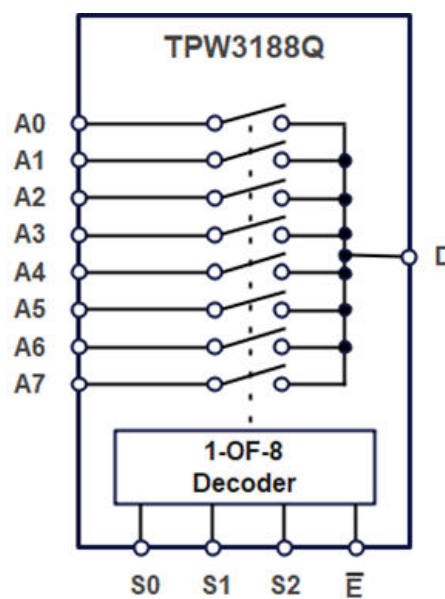 TPW3188Q
A0
A1
A2
A3
A4
D
A5
A6
A7
1-OF-8
Decoder
S0 S1 S2 E̅